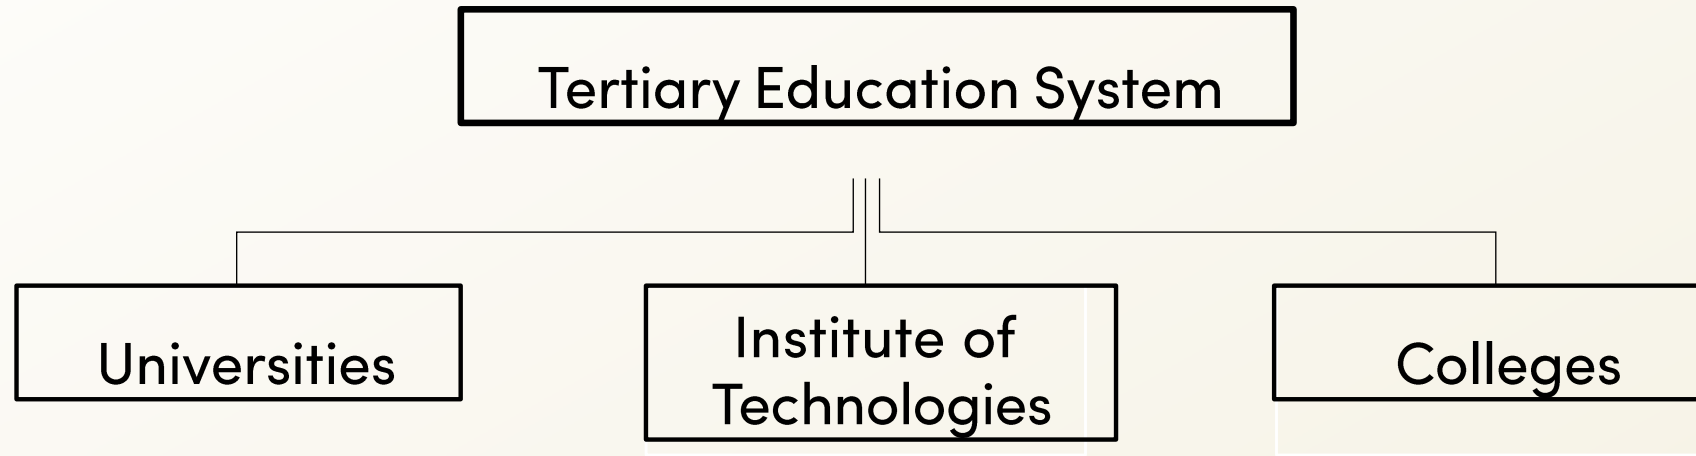 Tertiary Education System
Universities
Institute of
Technologies
Colleges